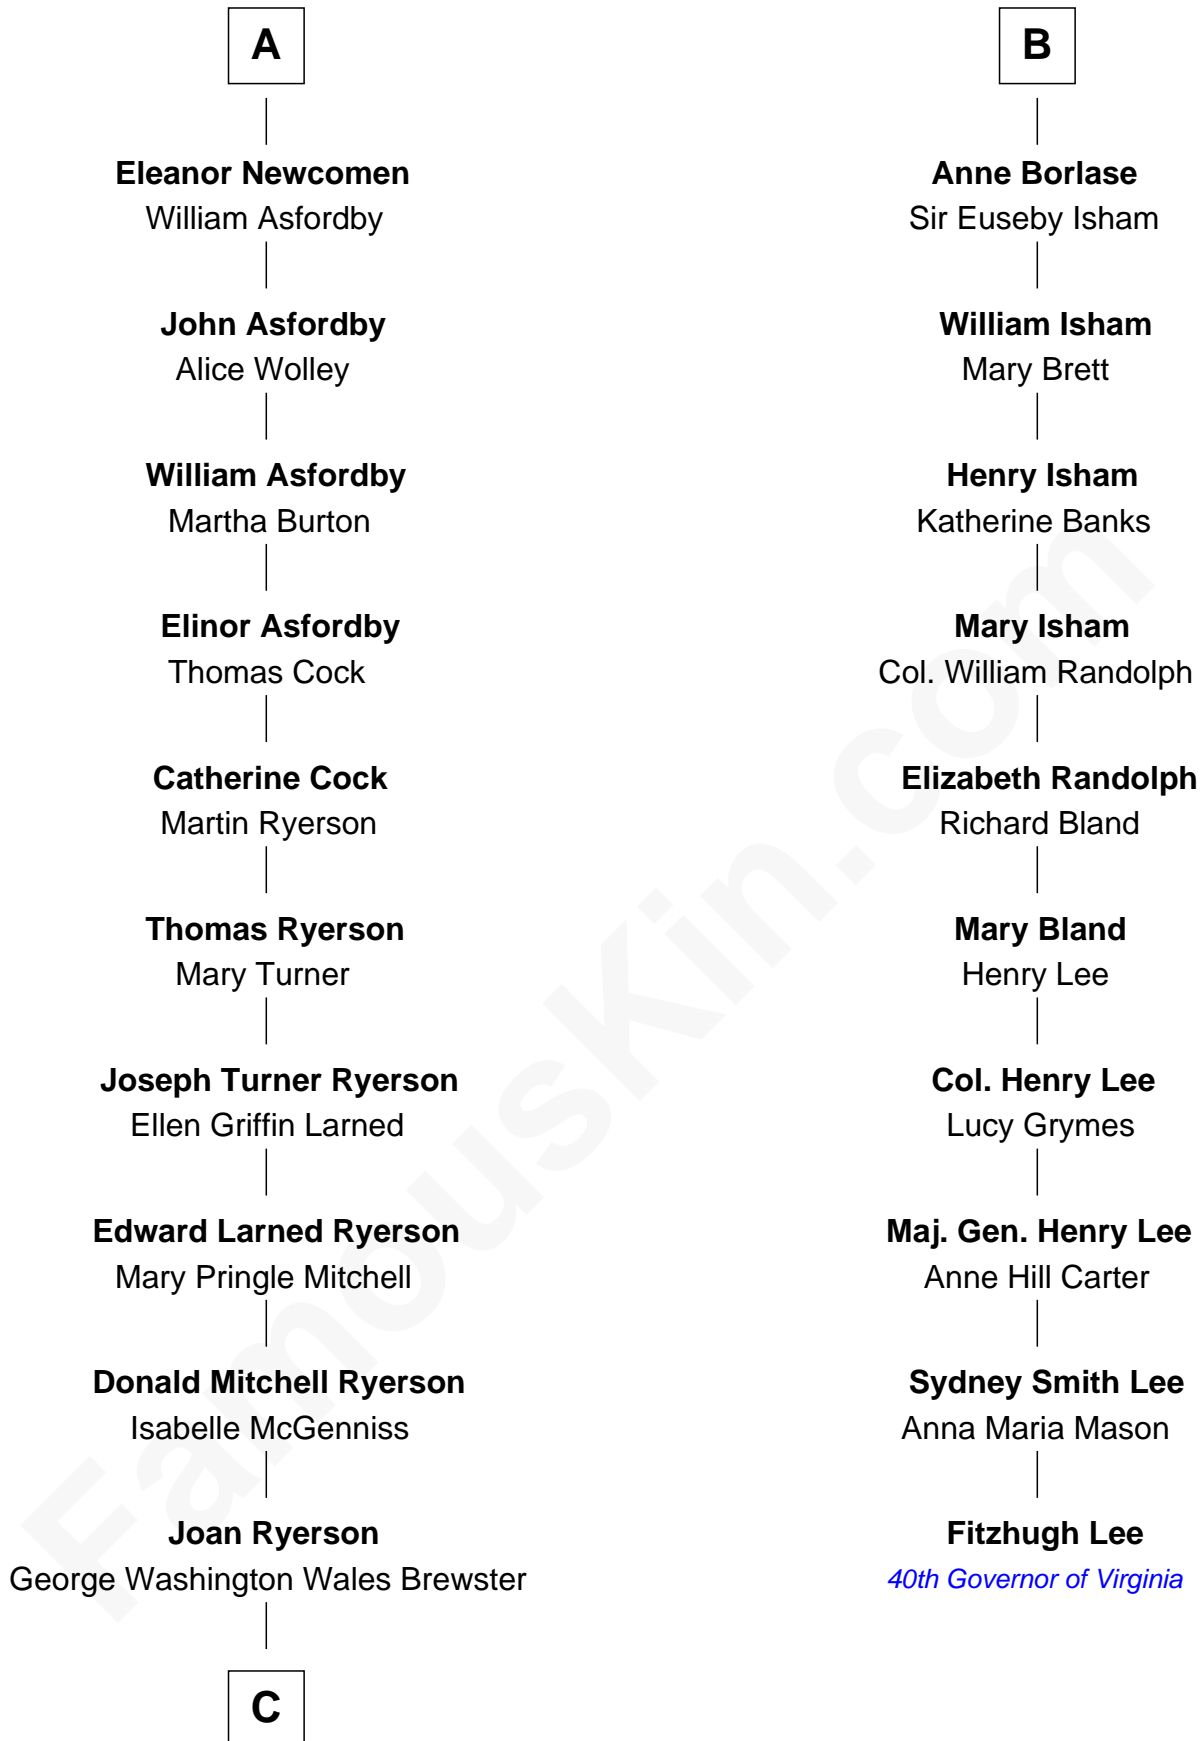 A
Eleanor Newcomen
William Asfordby
John Asfordby
Alice Wolley
William Asfordby
Martha Burton
Elinor Asfordby
Thomas Cock
Catherine Cock
Martin Ryerson
Thomas Ryerson
Mary Turner
Joseph Turner Ryerson
Ellen Griffin Larned
Edward Larned Ryerson
Mary Pringle Mitchell
Donald Mitchell Ryerson
Isabelle McGenniss
Joan Ryerson
George Washington Wales Brewster
C
B
Anne Borlase
Sir Euseby Isham
William Isham
Mary Brett
Henry Isham
Katherine Banks
Mary Isham
Col. William Randolph
Elizabeth Randolph
Richard Bland
Mary Bland
Henry Lee
Col. Henry Lee
Lucy Grymes
Maj. Gen. Henry Lee
Anne Hill Carter
Sydney Smith Lee
Anna Maria Mason
Fitzhugh Lee
40th Governor of Virginia
FamousKin.com